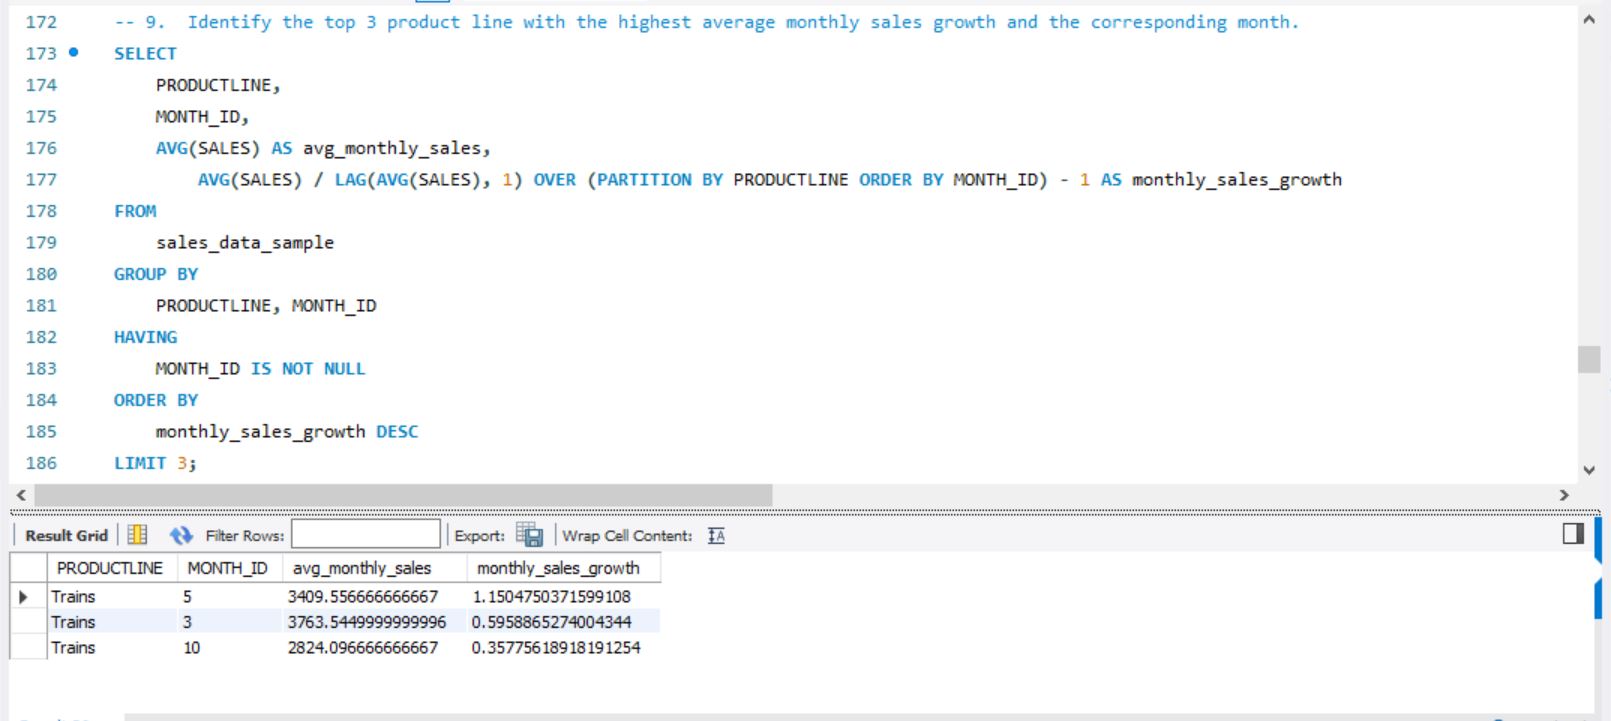 172 -- 9.  Identify the top 3 product line with the highest average monthly sales growth and the corresponding month.
173 SELECT
174 PRODUCTLINE,
175 MONTH_ID,
176 AVG(SALES) AS avg_monthly_sales,
177 AVG(SALES) / LAG(AVG(SALES), 1) OVER (PARTITION BY PRODUCTLINE ORDER BY MONTH_ID) - 1 AS monthly_sales_growth
178 FROM
179 sales_data_sample
180 GROUP BY
181 PRODUCTLINE, MONTH_ID
182 HAVING
183 MONTH_ID IS NOT NULL
184 ORDER BY
185 monthly_sales_growth DESC
186 LIMIT 3;
Result Grid Filter Rows: Export: Wrap Cell Content: IA
PRODUCTLINE MONTH_ID avg_monthly_sales monthly_sales_growth
Trains 5 3409.556666666667 1.1504750371599108
Trains 3 3763.5449999999996 0.5958865274004344
Trains 10 2824.096666666667 0.35775618918191254